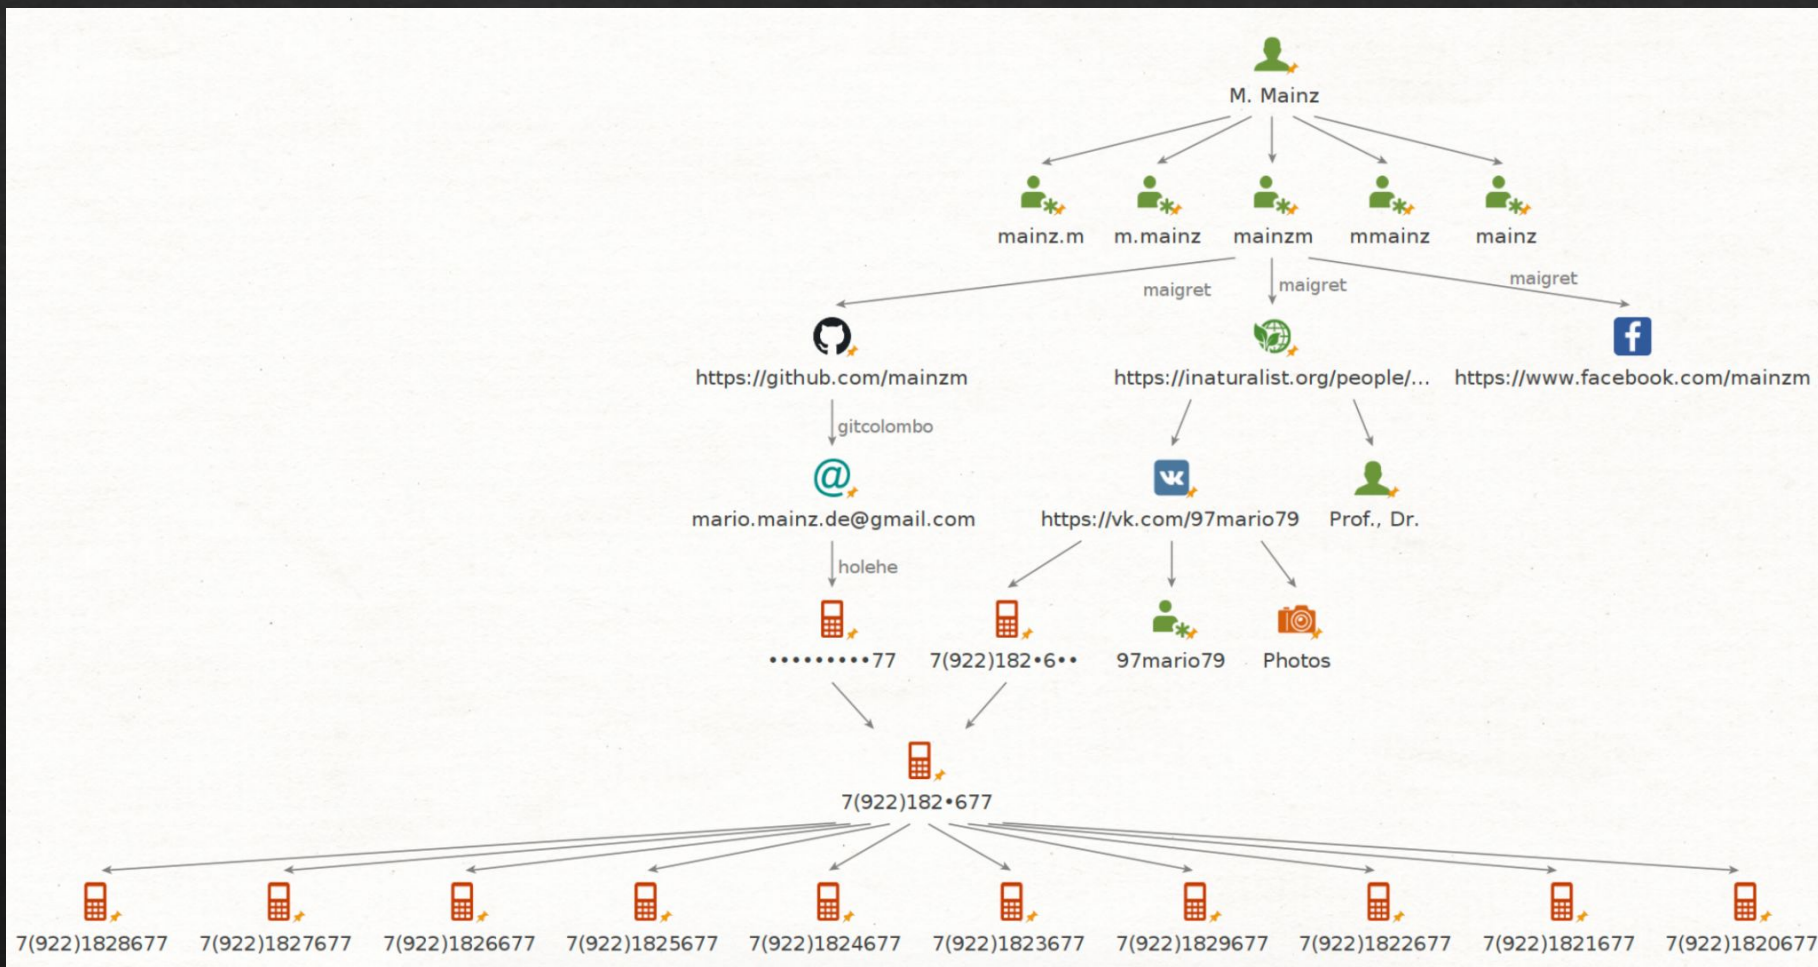 M. Mainz
mainz.m
m.mainz
mainzm
mmainz
mainz
maigret
maigret
maigret
https://github.com/mainzm
https://inaturalist.org/people/...
https://www.facebook.com/mainzm
gitcolombo
mario.mainz.de@gmail.com
https://vk.com/97mario79
Prof., Dr.
holehe
•••••••••77
7(922)182•6••
97mario79
Photos
7(922)182•677
7(922)1828677
7(922)1827677
7(922)1826677
7(922)1825677
7(922)1824677
7(922)1823677
7(922)1829677
7(922)1822677
7(922)1821677
7(922)1820677